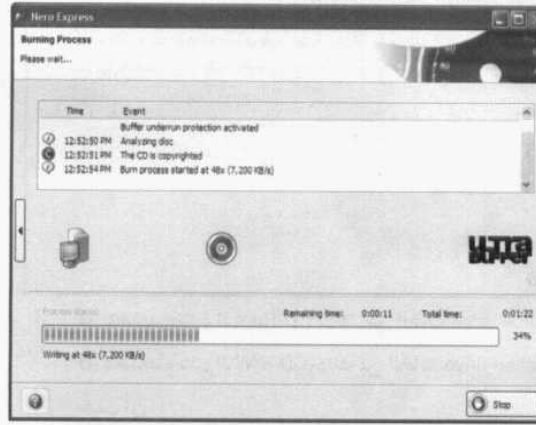 Nero Express
Burning Process
Please wait...
Time Event
Buffer underrun protection activated
12:52:50 PM Analyzing disc
12:52:51 PM The CD is copyrighted
12:52:54 PM Burn process started at 48x (7,200 KB/s)
ULTRA
BUFFER
Process status
Remaining time: 0:00:11 Total time: 0:01:22
34%
Writing at 48x (7,200 KB/s)
Stop